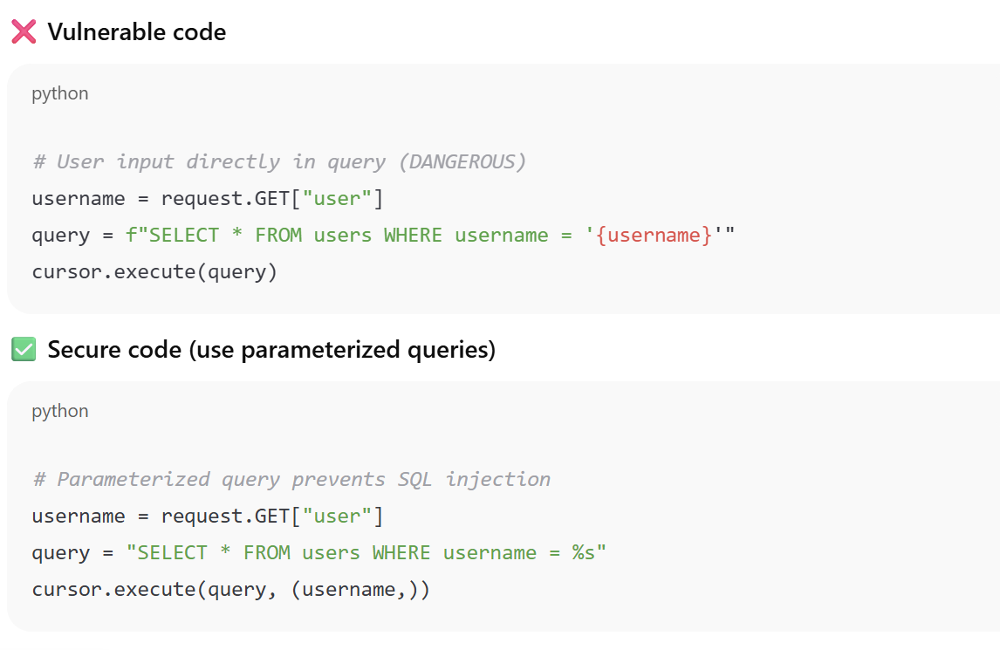 ❌ Vulnerable code
python
# User input directly in query (DANGEROUS)
username = request.GET["user"]
query = f"SELECT * FROM users WHERE username = '{username}'"
cursor.execute(query)
✅ Secure code (use parameterized queries)
python
# Parameterized query prevents SQL injection
username = request.GET["user"]
query = "SELECT * FROM users WHERE username = %s"
cursor.execute(query, (username,))